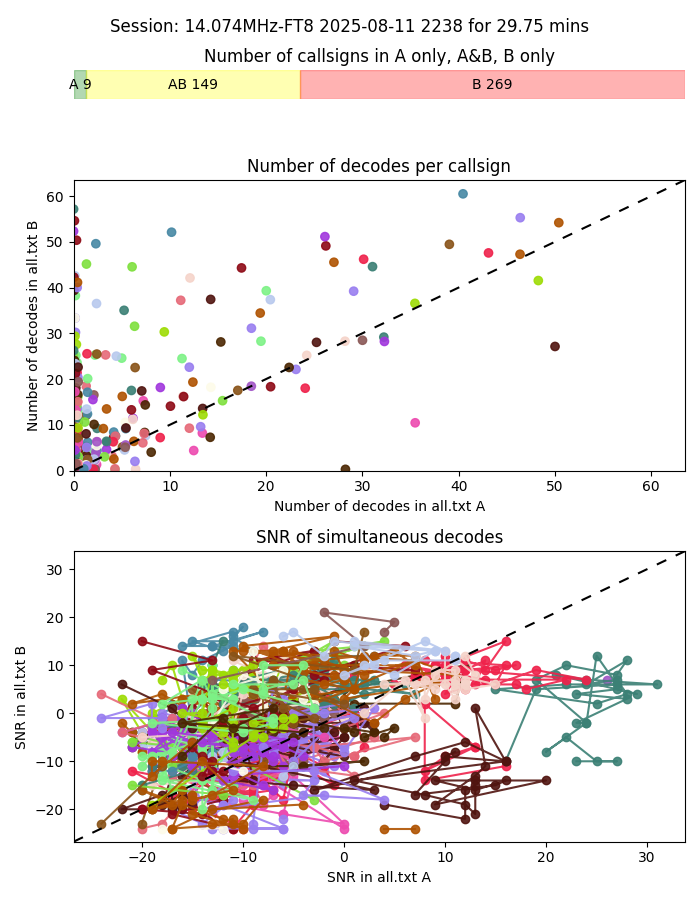 Session: 14.074MHz-FT8 2025-08-11 2238 for 29.75 mins
Number of callsigns in A only, A&B, B only
A 9 AB 149 B 269
Number of decodes per callsign
Number of decodes in all.txt B
60
50
40
30
20
10
0
0 10 20 30 40 50 60
Number of decodes in all.txt A
SNR of simultaneous decodes
SNR in all.txt B
30
20
10
0
−10
−20
−20 −10 0 10 20 30
SNR in all.txt A